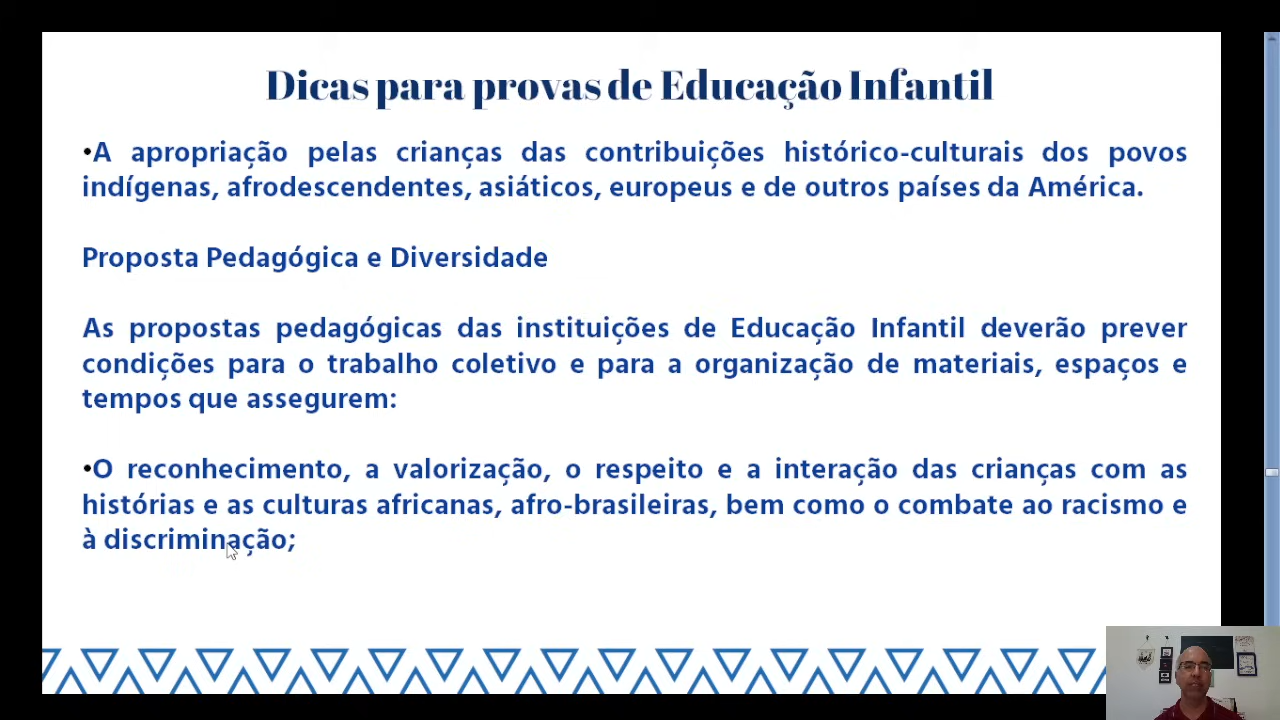 Dicas para provas de Educação Infantil
•A apropriação pelas crianças das contribuições histórico-culturais dos povos
indígenas, afrodescendentes, asiáticos, europeus e de outros países da América.
Proposta Pedagógica e Diversidade
As propostas pedagógicas das instituições de Educação Infantil deverão prever
condições para o trabalho coletivo e para a organização de materiais, espaços e
tempos que assegurem:
•O reconhecimento, a valorização, o respeito e a interação das crianças com as
histórias e as culturas africanas, afro-brasileiras, bem como o combate ao racismo e
à discriminação;